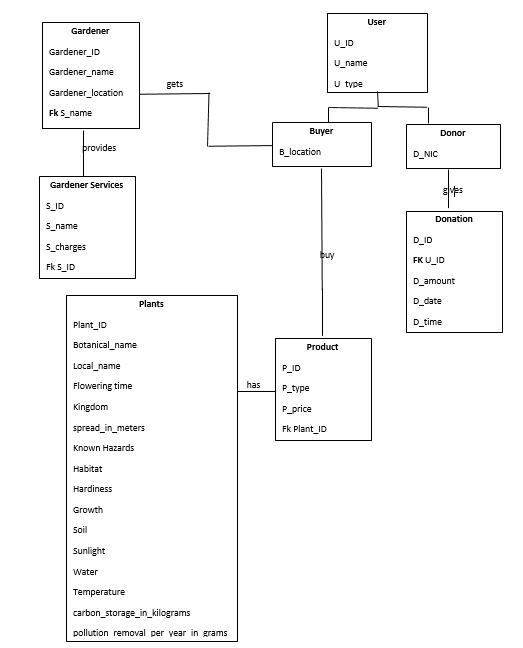 Gardener
Gardener_ID
Gardener_name
Gardener_location
Fk S_name
gets
User
U_ID
U_name
U_type
Buyer
B_location
Donor
D_NIC
provides
gives
Gardener Services
S_ID
S_name
S_charges
Fk S_ID
Donation
D_ID
FK U_ID
D_amount
D_date
D_time
buy
Plants
Plant_ID
Botanical_name
Local_name
Flowering time
Kingdom
spread_in_meters
Known Hazards
Habitat
Hardiness
Growth
Soil
Sunlight
Water
Temperature
carbon_storage_in_kilograms
pollution_removal_per_year_in_grams
has
Product
P_ID
P_type
P_price
Fk Plant_ID